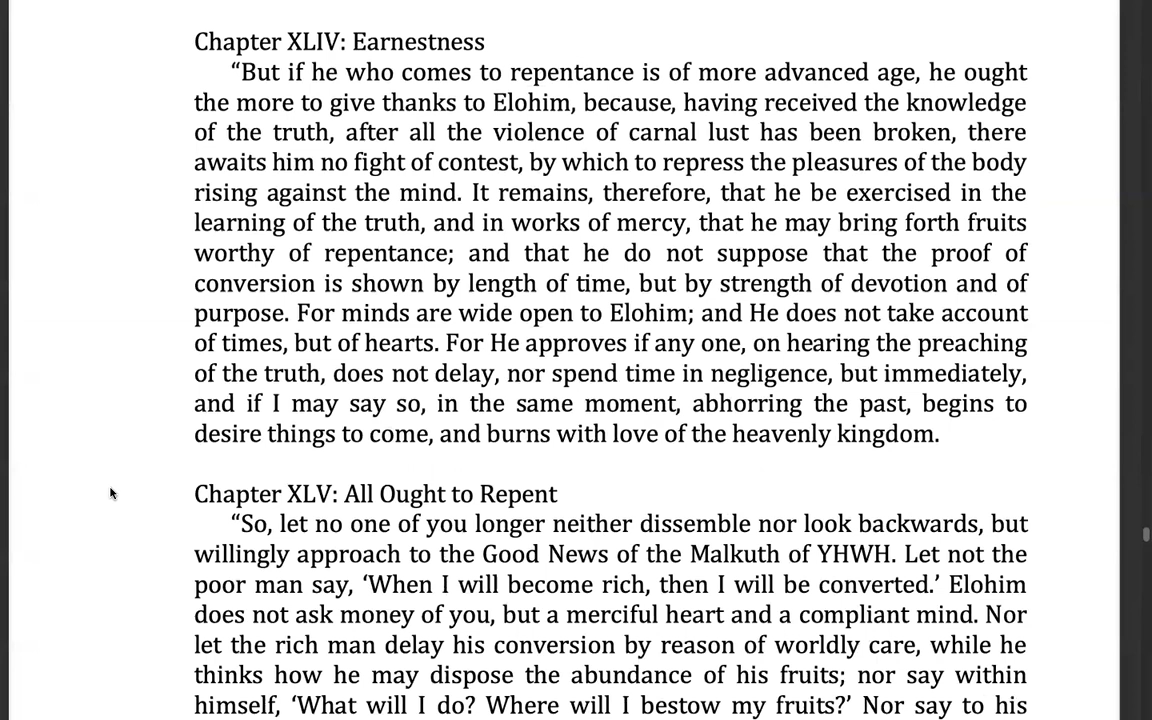 Chapter XLIV: Earnestness
“But if he who comes to repentance is of more advanced age, he ought
the more to give thanks to Elohim, because, having received the knowledge
of the truth, after all the violence of carnal lust has been broken, there
awaits him no fight of contest, by which to repress the pleasures of the body
rising against the mind. It remains, therefore, that he be exercised in the
learning of the truth, and in works of mercy, that he may bring forth fruits
worthy of repentance; and that he do not suppose that the proof of
conversion is shown by length of time, but by strength of devotion and of
purpose. For minds are wide open to Elohim; and He does not take account
of times, but of hearts. For He approves if any one, on hearing the preaching
of the truth, does not delay, nor spend time in negligence, but immediately,
and if I may say so, in the same moment, abhorring the past, begins to
desire things to come, and burns with love of the heavenly kingdom.
Chapter XLV: All Ought to Repent
“So, let no one of you longer neither dissemble nor look backwards, but
willingly approach to the Good News of the Malkuth of YHWH. Let not the
poor man say, ‘When I will become rich, then I will be converted.’ Elohim
does not ask money of you, but a merciful heart and a compliant mind. Nor
let the rich man delay his conversion by reason of worldly care, while he
thinks how he may dispose the abundance of his fruits; nor say within
himself, ‘What will I do? Where will I bestow my fruits?’ Nor say to his